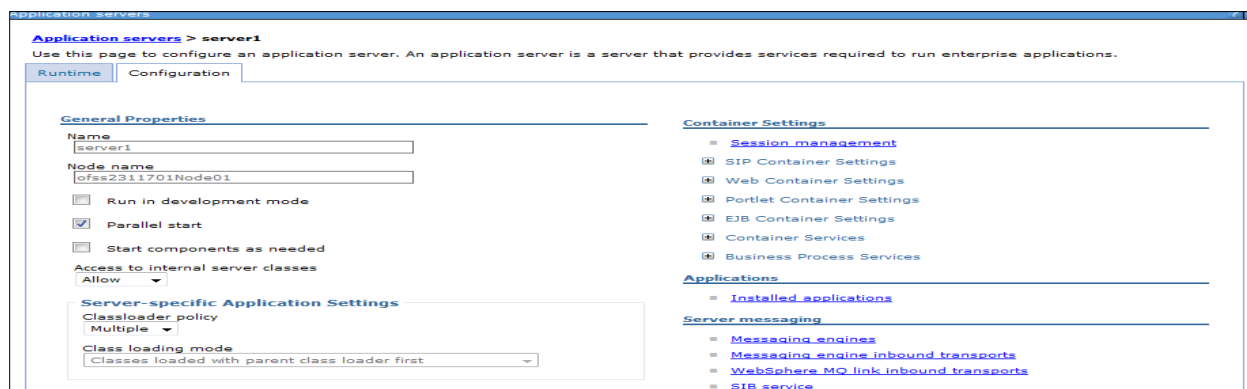 Application servers
Application servers > server1
Use this page to configure an application server. An application server is a server that provides services required to run enterprise applications.
Runtime
Configuration
General Properties
Name
server1
Node name
ofss2311701Node01
Run in development mode
Parallel start
Start components as needed
Access to internal server classes
Allow
Server-specific Application Settings
Classloader policy
Multiple
Class loading mode
Classes loaded with parent class loader first
Container Settings
Session management
SIP Container Settings
Web Container Settings
Portlet Container Settings
EJB Container Settings
Container Services
Business Process Services
Applications
Installed applications
Server messaging
Messaging engines
Messaging engine inbound transports
WebSphere MQ link inbound transports
SIB service